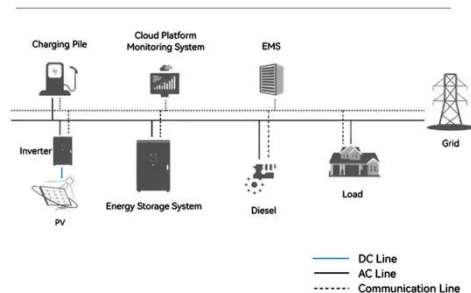 Charging Pile
Cloud Platform
Monitoring System
EMS
Grid
Inverter
PV
Energy Storage System
Diesel
Load
DC Line
AC Line
Communication Line